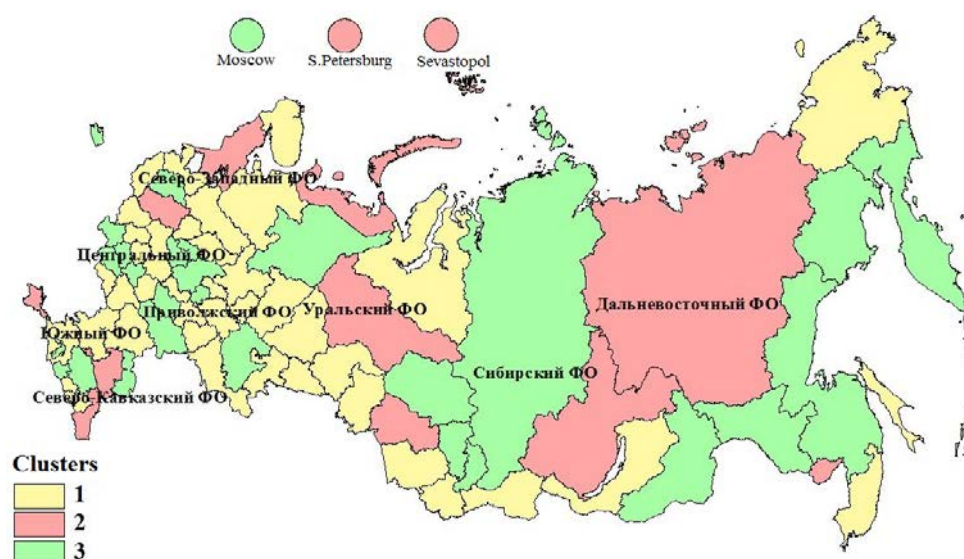 Moscow
S.Petersburg
Sevastopol
Северо-Западный ФО
Центральный ФО
Приволжский ФО
Уральский ФО
Дальневосточный ФО
Южный ФО
Сибирский ФО
Северо-Кавказский ФО
Clusters
1
2
3